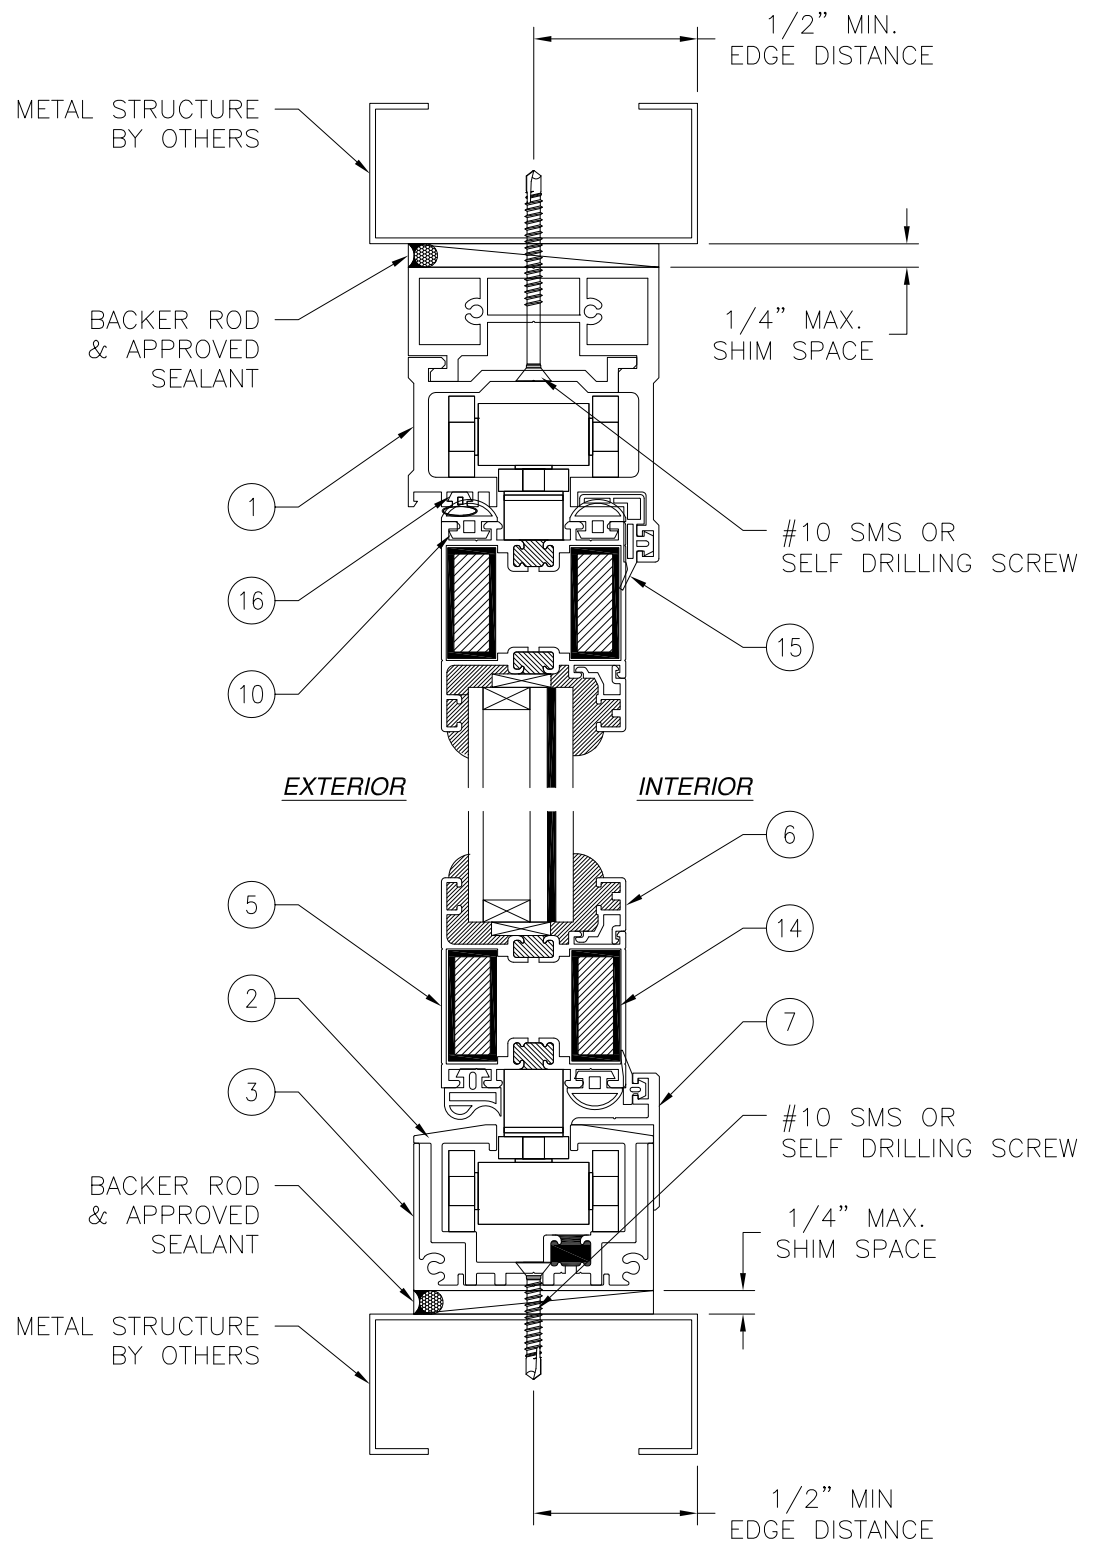 1/2” MIN.
EDGE DISTANCE
METAL STRUCTURE
BY OTHERS
BACKER ROD
& APPROVED
SEALANT
1/4” MAX.
SHIM SPACE
1
#10 SMS OR
SELF DRILLING SCREW
16
15
10
EXTERIOR
INTERIOR
6
5
14
2
7
3
#10 SMS OR
SELF DRILLING SCREW
BACKER ROD
& APPROVED
SEALANT
1/4” MAX.
SHIM SPACE
METAL STRUCTURE
BY OTHERS
1/2” MIN
EDGE DISTANCE